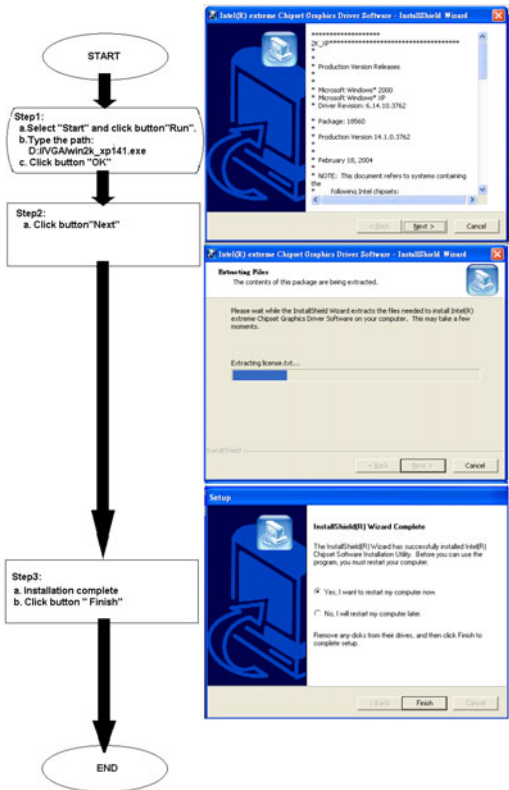 START
Step1:
a.Select "Start" and click button"Run".
b.Type the path:
D://VGA/win2k_xp141.exe
c. Click button "OK"
Step2:
a. Click button"Next"
Step3:
a. Installation complete
b. Click button " Finish"
END
Intel(R) extreme Chipset Graphics Driver Software - InstallShield Wizard
********************
2K_XP****************************************
*
*
* Production Version Releases
*
* Microsoft Windows* 2000
* Microsoft Windows* XP
* Driver Revision: 6.14.10.3762
*
* Package: 18560
*
* Production Version 14.1.0.3762
*
* February 18, 2004
*
* NOTE: This document refers to systems containing
the
* following Intel chipsets:
< Back Next > Cancel
Intel(R) extreme Chipset Graphics Driver Software - InstallShield Wizard
Extracting Files
The contents of this package are being extracted.
Please wait while the InstallShield Wizard extracts the files needed to install Intel(R)
extreme Chipset Graphics Driver Software on your computer. This may take a few
moments.
Extracting license.txt...
InstallShield
< Back Next > Cancel
Setup
InstallShield(R) Wizard Complete
The InstallShield(R) Wizard has successfully installed Intel(R)
Chipset Software Installation Utility. Before you can use the
program, you must restart your computer.
Yes, I want to restart my computer now.
No, I will restart my computer later.
Remove any disks from their drives, and then click Finish to
complete setup.
< Back Finish Cancel